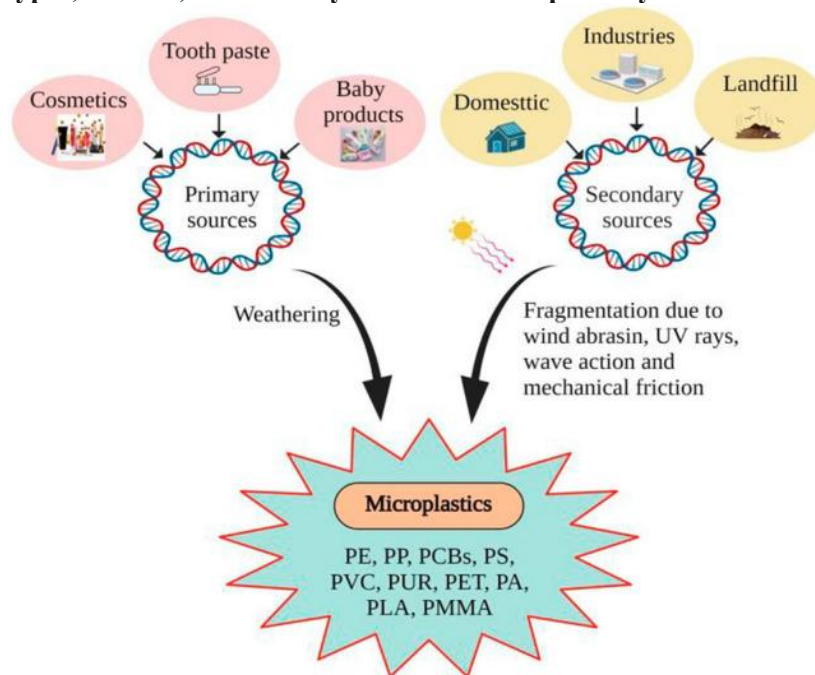 Tooth paste
Cosmetics
Baby
products
Industries
Domesttic
Landfill
Primary
sources
Secondary
sources
Weathering
Fragmentation due to
wind abrasin, UV rays,
wave action and
mechanical friction
Microplastics
PE, PP, PCBs, PS,
PVC, PUR, PET, PA,
PLA, PMMA